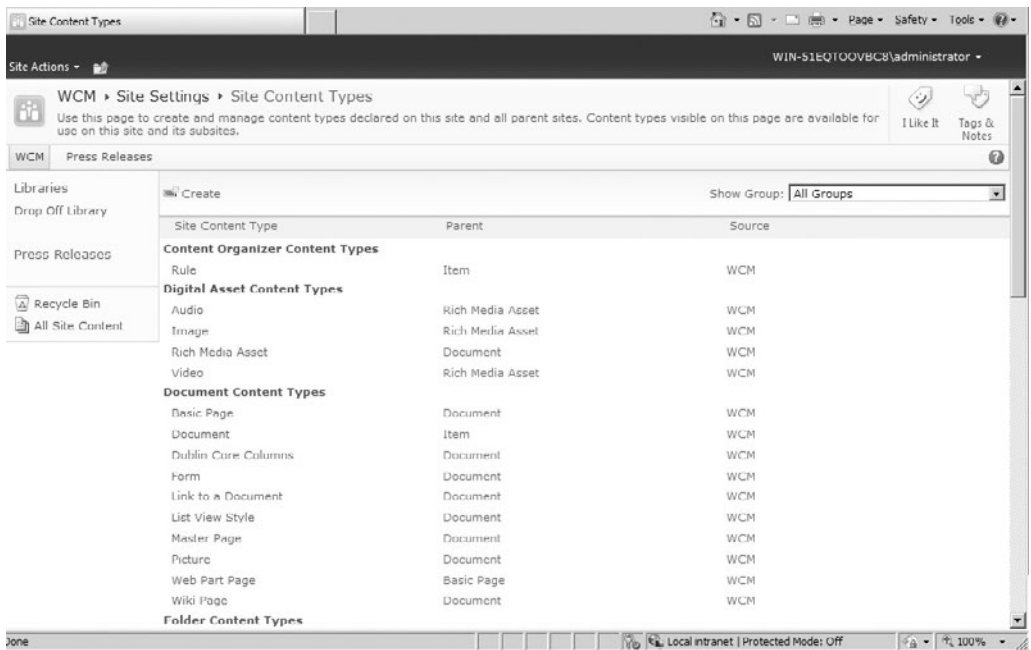 Site Content Types
Page Safety Tools
WIN-S1EQTOOVBC8\administrator
Site Actions
WCM Site Settings Site Content Types
Use this page to create and manage content types declared on this site and all parent sites. Content types visible on this page are available for
use on this site and its subsites.
I Like It
Tags &
Notes
WCM Press Releases
Libraries
Drop Off Library
Press Releases
Recycle Bin
All Site Content
Create
Show Group: All Groups
Site Content Type Parent Source
Content Organizer Content Types
Rule Item WCM
Digital Asset Content Types
Audio Rich Media Asset WCM
Image Rich Media Asset WCM
Rich Media Asset Document WCM
Video Rich Media Asset WCM
Document Content Types
Basic Page Document WCM
Document Item WCM
Dublin Core Columns Document WCM
Form Document WCM
Link to a Document Document WCM
List View Style Document WCM
Master Page Document WCM
Picture Document WCM
Web Part Page Basic Page WCM
Wiki Page Document WCM
Folder Content Types
Done
Local intranet | Protected Mode: Off
100%